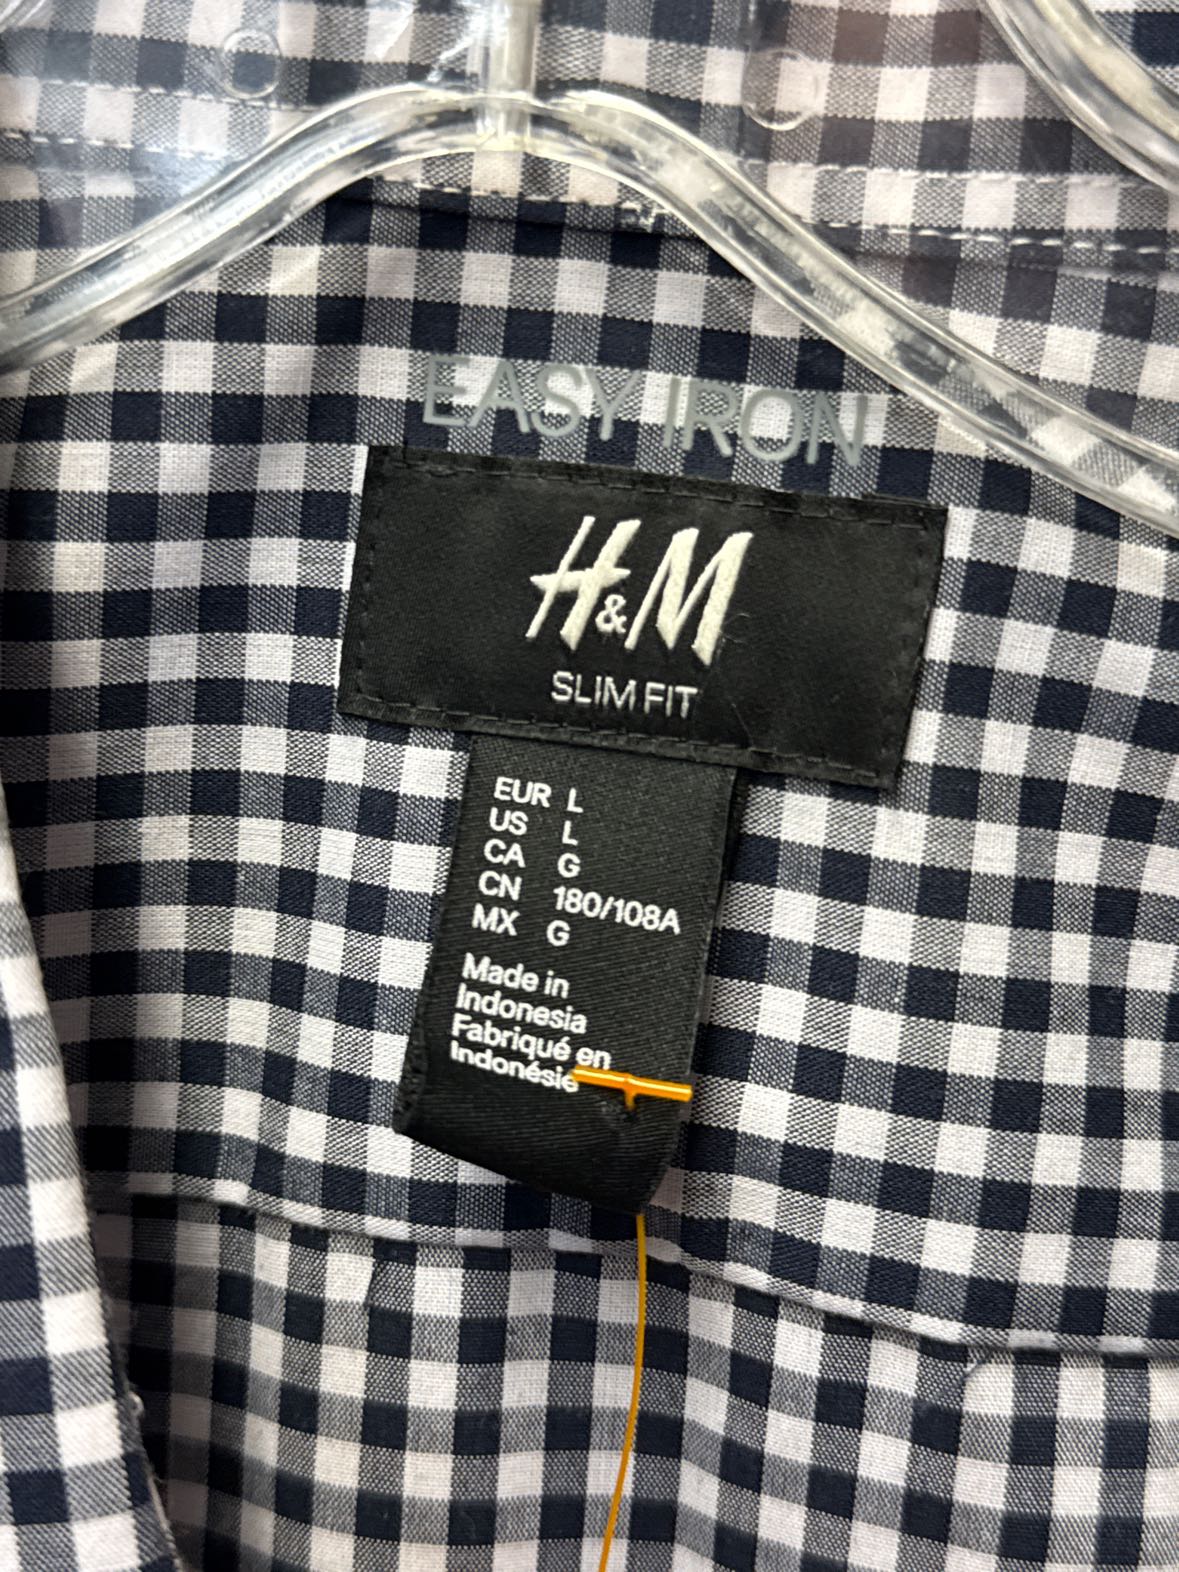 EASY IRON
H&M
SLIM FIT
EUR L
US L
CA G
CN 180/108A
MX G
Made in
Indonesia
Fabriqué en
Indonésie